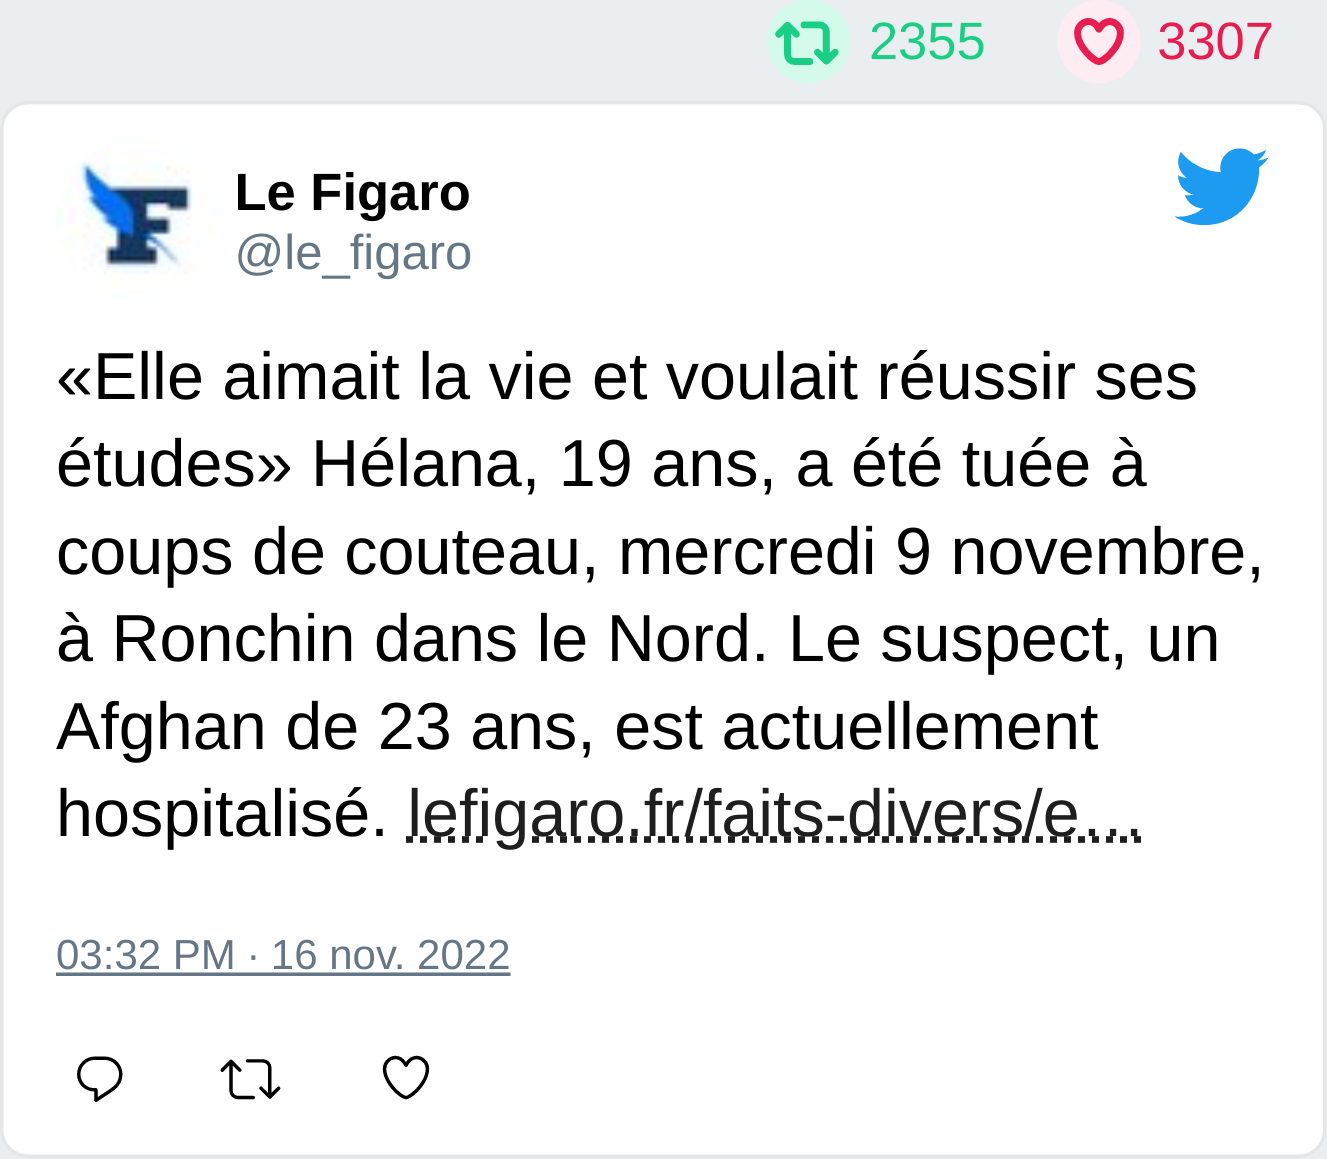 2355 3307
Le Figaro
@le_figaro
«Elle aimait la vie et voulait réussir ses
études» Hélana, 19 ans, a été tuée à
coups de couteau, mercredi 9 novembre,
à Ronchin dans le Nord. Le suspect, un
Afghan de 23 ans, est actuellement
hospitalisé. lefigaro.fr/faits-divers/e…
03:32 PM · 16 nov. 2022